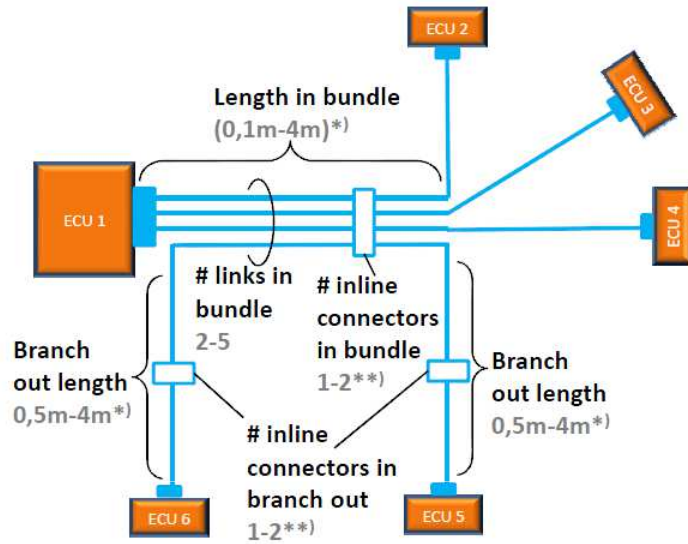 ECU 2
ECU 3
Length in bundle
(0,1m-4m)*)
ECU 1
ECU 4
# links in
bundle
2-5
# inline
connectors
in bundle
1-2**)
Branch
out length
0,5m-4m*)
Branch
out length
0,5m-4m*)
# inline
connectors in
branch out
1-2**)
ECU 6
ECU 5